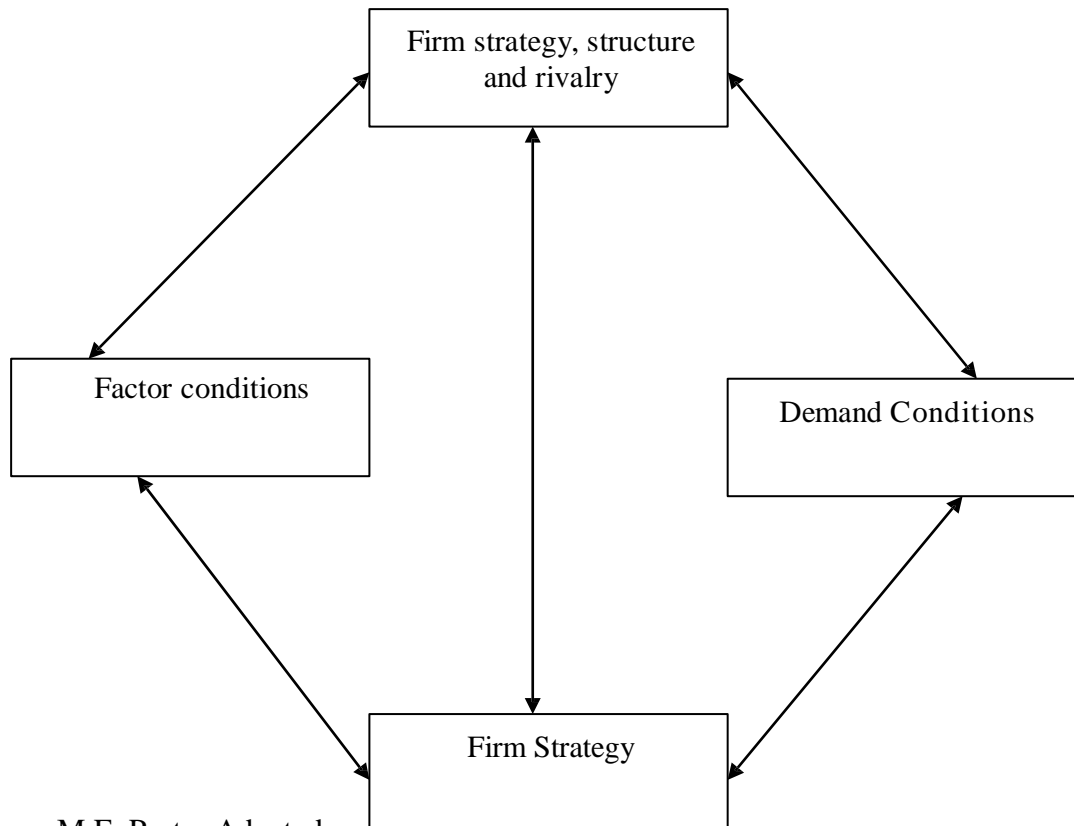 Firm strategy, structure
and rivalry
Factor conditions
Demand Conditions
Firm Strategy